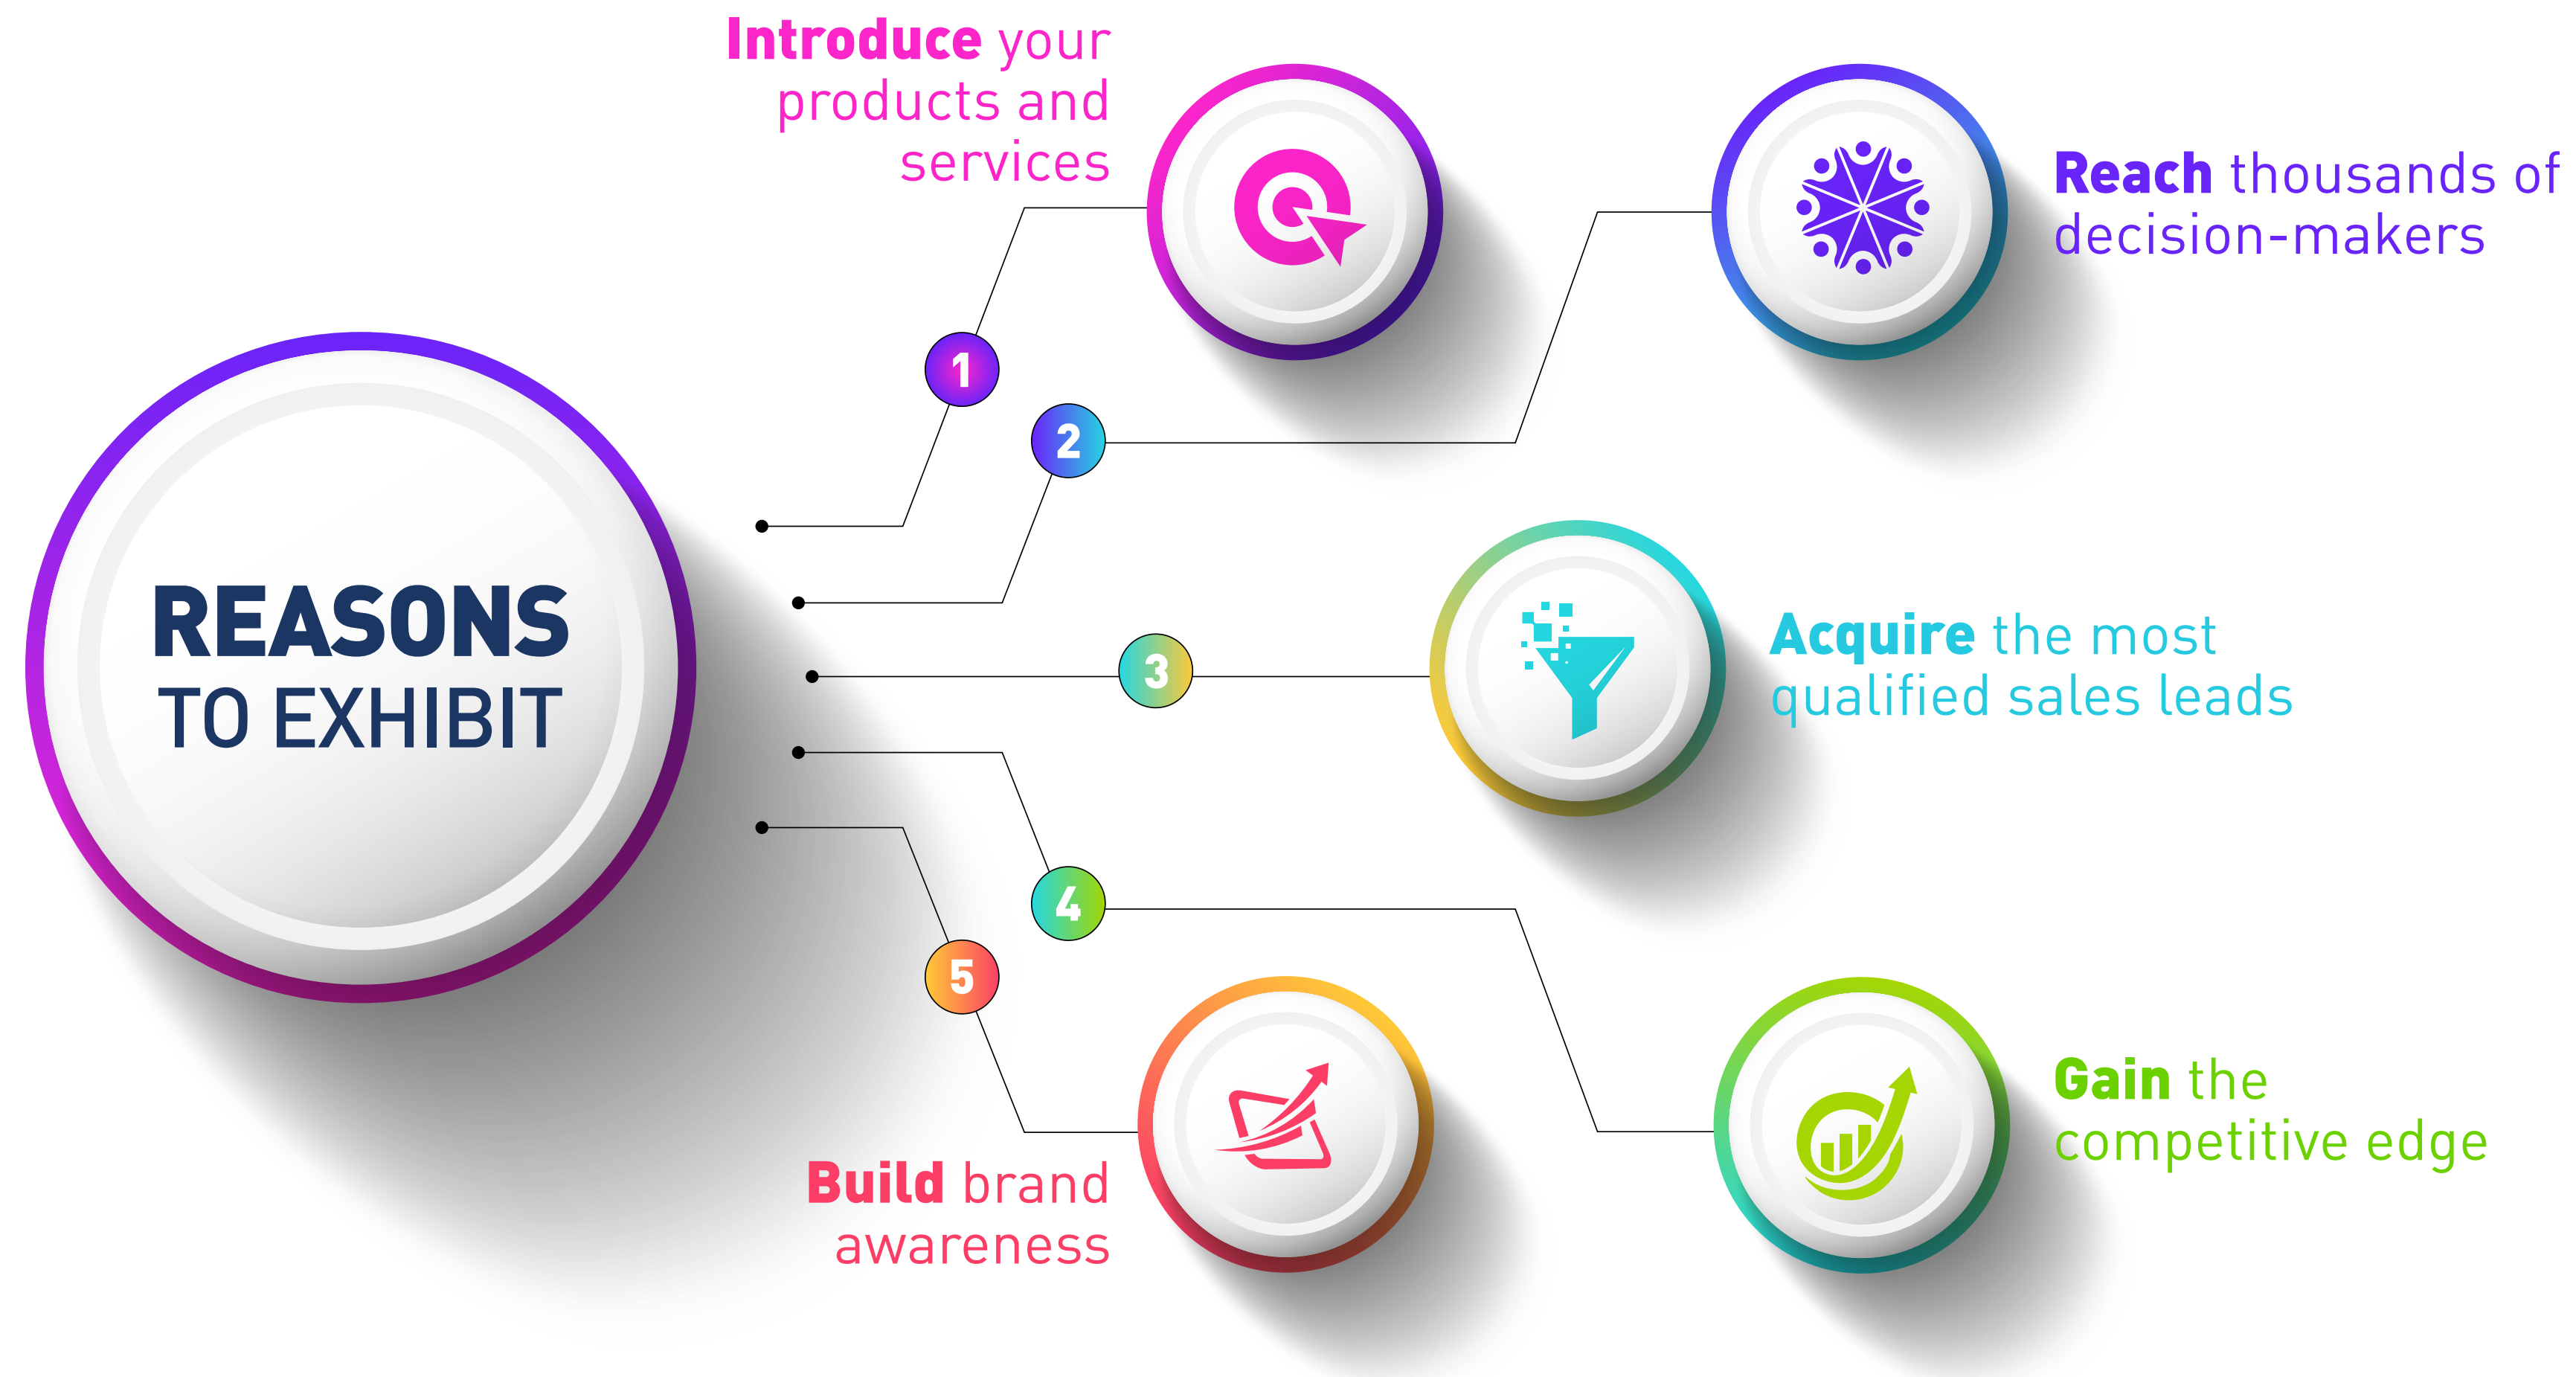 REASONS
TO EXHIBIT
1
Introduce your
products and
services
2
Reach thousands of
decision-makers
3
Acquire the most
qualified sales leads
4
Gain the
competitive edge
5
Build brand
awareness